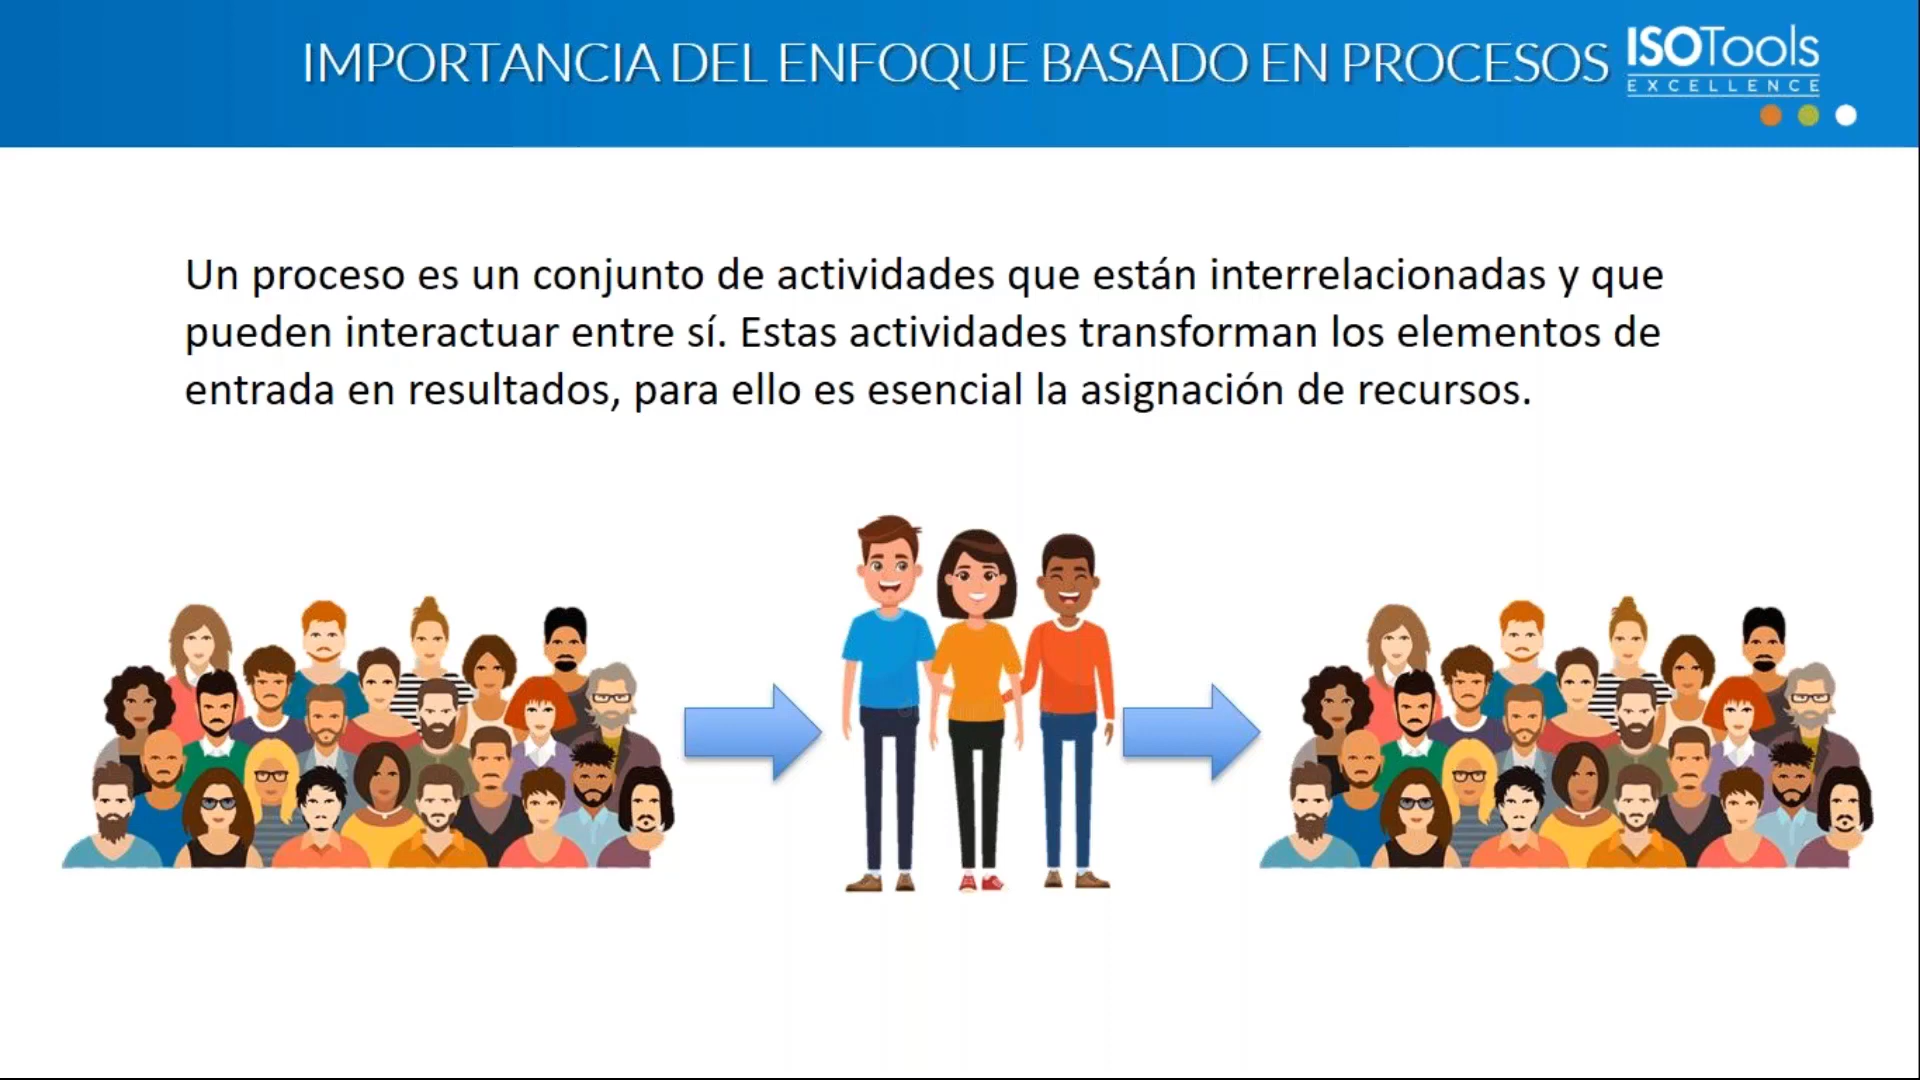 IMPORTANCIA DEL ENFOQUE BASADO EN PROCESOS
ISOTools
EXCELLENCE
Un proceso es un conjunto de actividades que están interrelacionadas y que
pueden interactuar entre sí. Estas actividades transforman los elementos de
entrada en resultados, para ello es esencial la asignación de recursos.